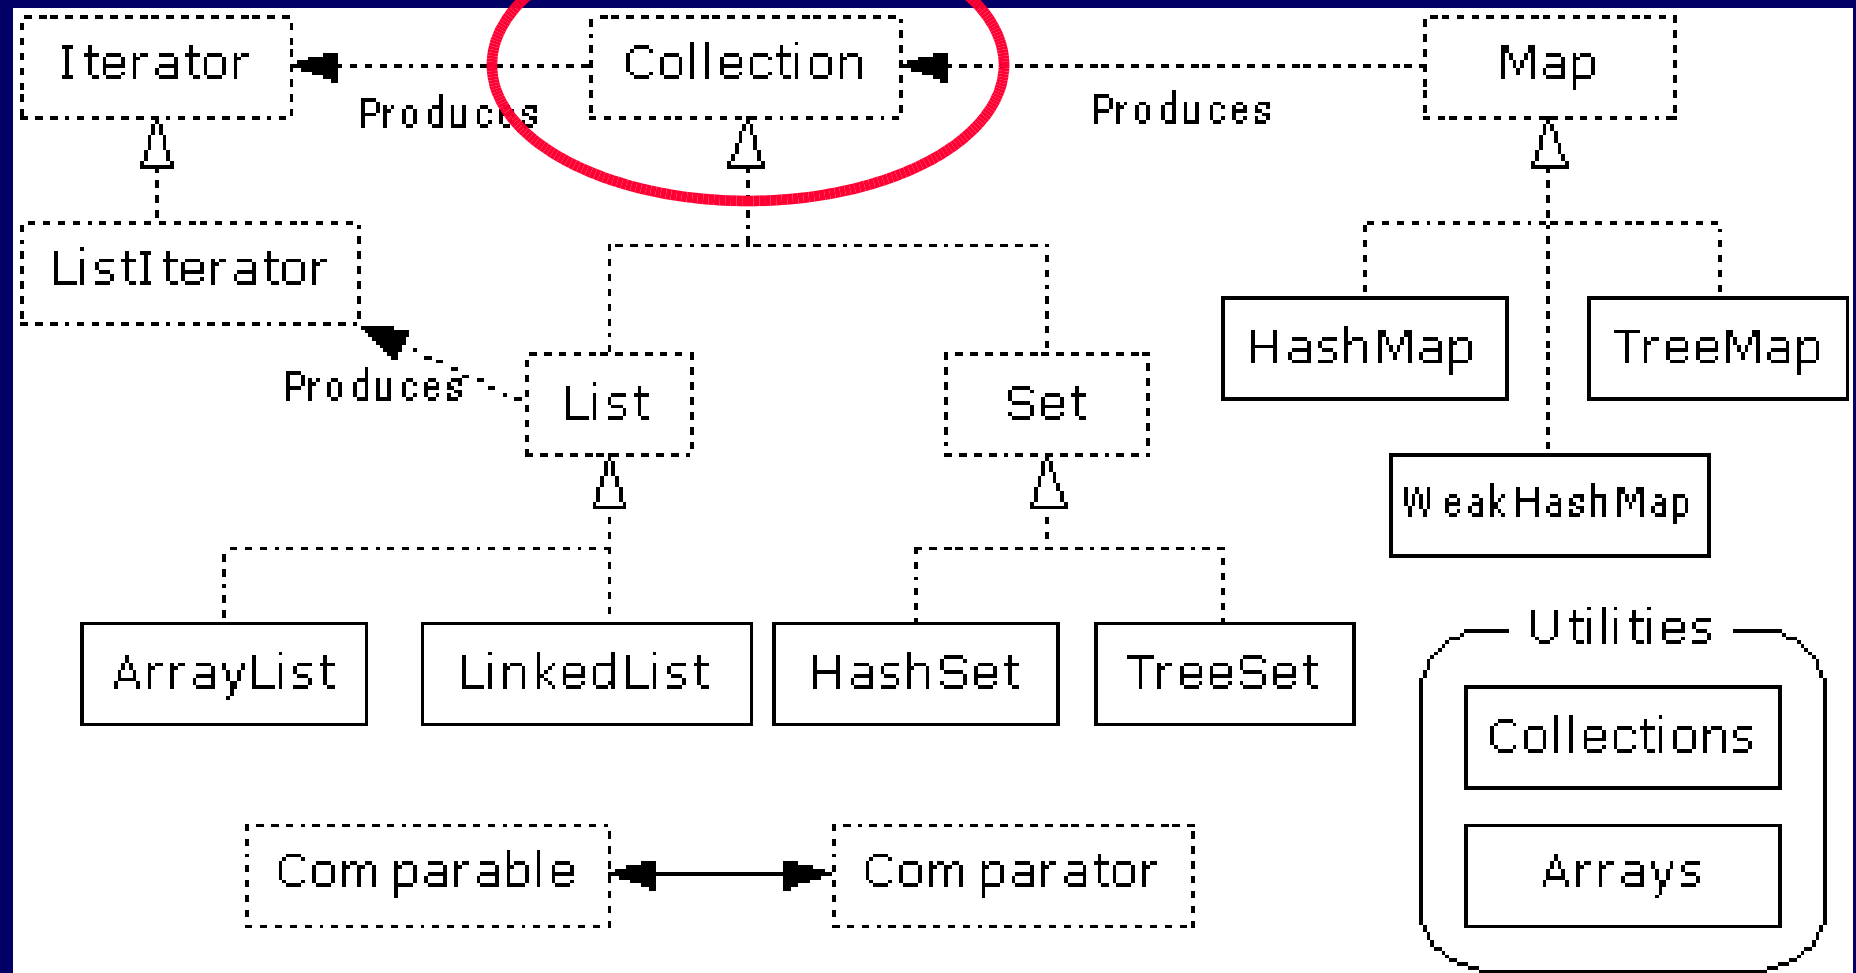 Iterator
Collection
Map
Produces
Produces
ListIterator
HashMap
TreeMap
Produces
List
Set
WeakHashMap
Utilities
ArrayList
LinkedList
HashSet
TreeSet
Collections
Comparable
Comparator
Arrays